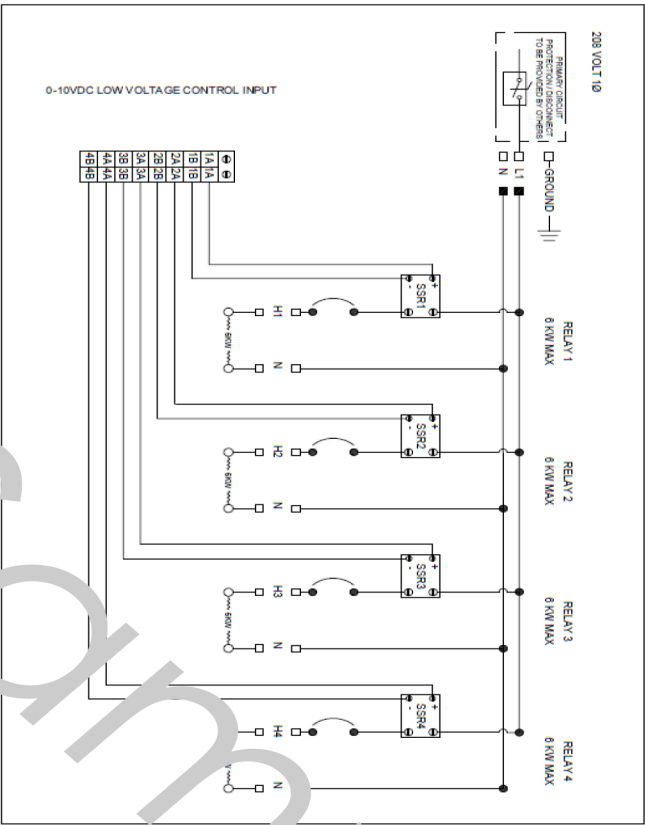 208 VOLT 1Ø
PRIMARY CIRCUIT
PROTECTION / DISCONNECT
TO BE PROVIDED BY OTHERS
GROUND
L1
N
0-10VDC LOW VOLTAGE CONTROL INPUT
1A 1A
1B 1B
2A 2A
2B 2B
3A 3A
3B 3B
4A 4A
4B 4B
RELAY 1
6 KW MAX
+
SSR1
-
H1
N
6KW
RELAY 2
6 KW MAX
+
SSR2
-
H2
N
6KW
RELAY 3
6 KW MAX
+
SSR3
-
H3
N
6KW
RELAY 4
6 KW MAX
+
SSR4
-
H4
N